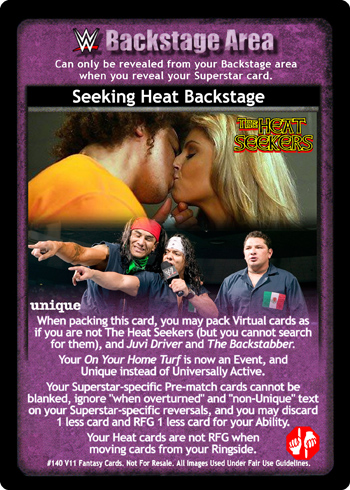 W Backstage Area
Can only be revealed from your Backstage area
when you reveal your Superstar card.
Seeking Heat Backstage
THE HEAT
SEEKERS
unique
When packing this card, you may pack Virtual cards as
if you are not The Heat Seekers (but you cannot search
for them), and Juvi Driver and The Backstabber.
Your On Your Home Turf is now an Event, and
Unique instead of Universally Active.
Your Superstar-specific Pre-match cards cannot be
blanked, ignore "when overturned" and "non-Unique" text
on your Superstar-specific reversals, and you may discard
1 less card and RFG 1 less card for your Ability.
Your Heat cards are not RFG when
moving cards from your Ringside.
#140 V11 Fantasy Cards. Not For Resale. All Images Used Under Fair Use Guidelines.